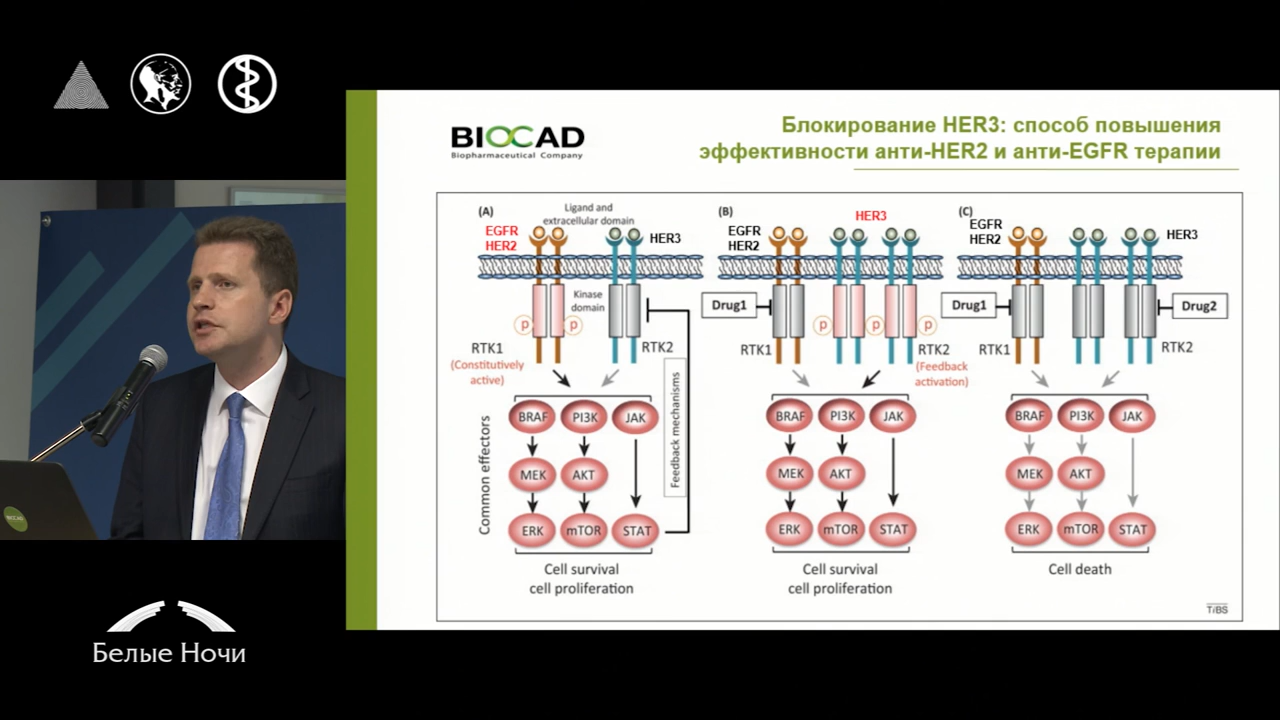 BIOCAD
Biopharmaceutical Company
Блокирование HER3: способ повышения
эффективности анти-HER2 и анти-EGFR терапии
(A)
Ligand and
extracellular domain
EGFR
HER2
HER3
Kinase
domain
P
P
RTK1
(Constitutively
active)
RTK2
Feedback mechanisms
Common effectors
BRAF
PI3K
JAK
MEK
AKT
ERK
mTOR
STAT
Cell survival
cell proliferation
(B)
HER3
EGFR
HER2
Drug1
P
P
P
RTK1
RTK2
(Feedback
activation)
BRAF
PI3K
JAK
MEK
AKT
ERK
mTOR
STAT
Cell survival
cell proliferation
(C)
EGFR
HER2
HER3
Drug1
Drug2
RTK1
RTK2
BRAF
PI3K
JAK
MEK
AKT
ERK
mTOR
STAT
Cell death
TiBS
BIOCAD
Белые Ночи